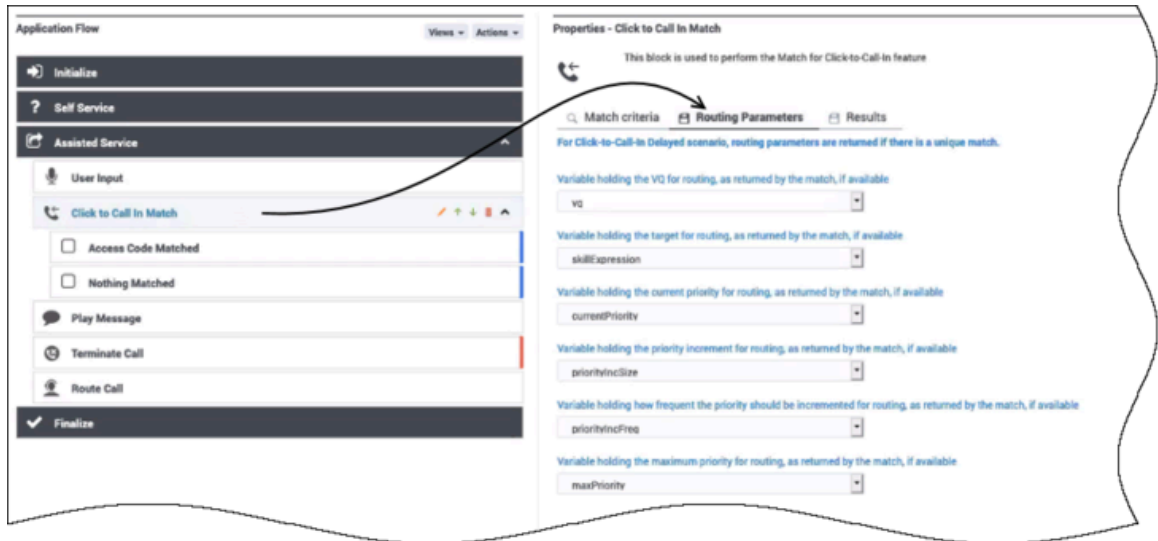 Application Flow
Views
Actions
Initialize
? Self Service
Assisted Service
User Input
Click to Call In Match
Access Code Matched
Nothing Matched
Play Message
Terminate Call
Route Call
Finalize
Properties - Click to Call In Match
This block is used to perform the Match for Click-to-Call-In feature
Match criteria
Routing Parameters
Results
For Click-to-Call-In Delayed scenario, routing parameters are returned if there is a unique match.
Variable holding the VQ for routing, as returned by the match, if available
vq
Variable holding the target for routing, as returned by the match, if available
skillExpression
Variable holding the current priority for routing, as returned by the match, if available
currentPriority
Variable holding the priority increment for routing, as returned by the match, if available
priorityIncSize
Variable holding how frequent the priority should be incremented for routing, as returned by the match, if available
priorityIncFreq
Variable holding the maximum priority for routing, as returned by the match, if available
maxPriority